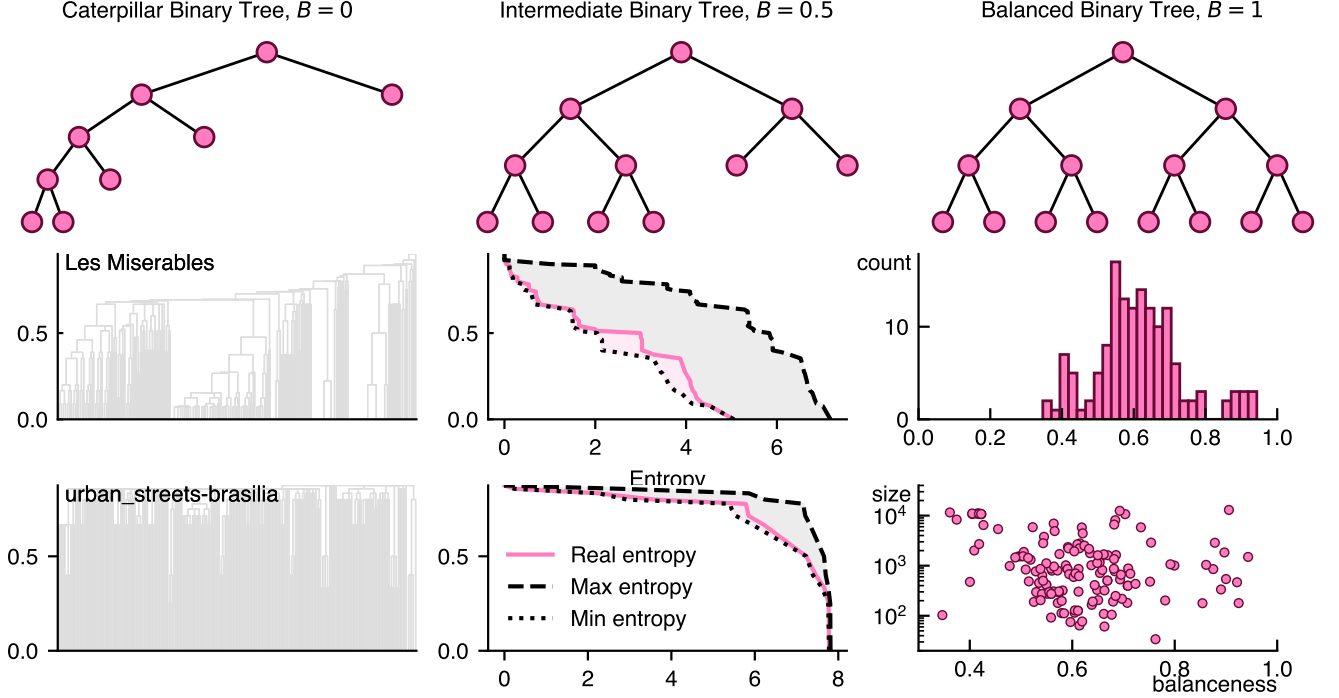 Caterpillar Binary Tree, B = 0
Intermediate Binary Tree, B = 0.5
Balanced Binary Tree, B = 1
Les Miserables
0.5
0.0
0.5
0.0
0 2 4 6
Entropy
count
10
0
0.0 0.2 0.4 0.6 0.8 1.0
urban_streets-brasilia
0.5
0.0
0.5
0.0
Real entropy
Max entropy
Min entropy
0 2 4 6 8
size
10⁴
10³
10²
0.4 0.6 0.8 1.0
balanceness